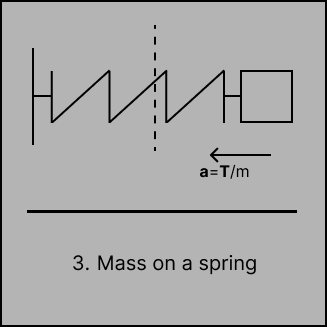 a=T/m
3. Mass on a spring